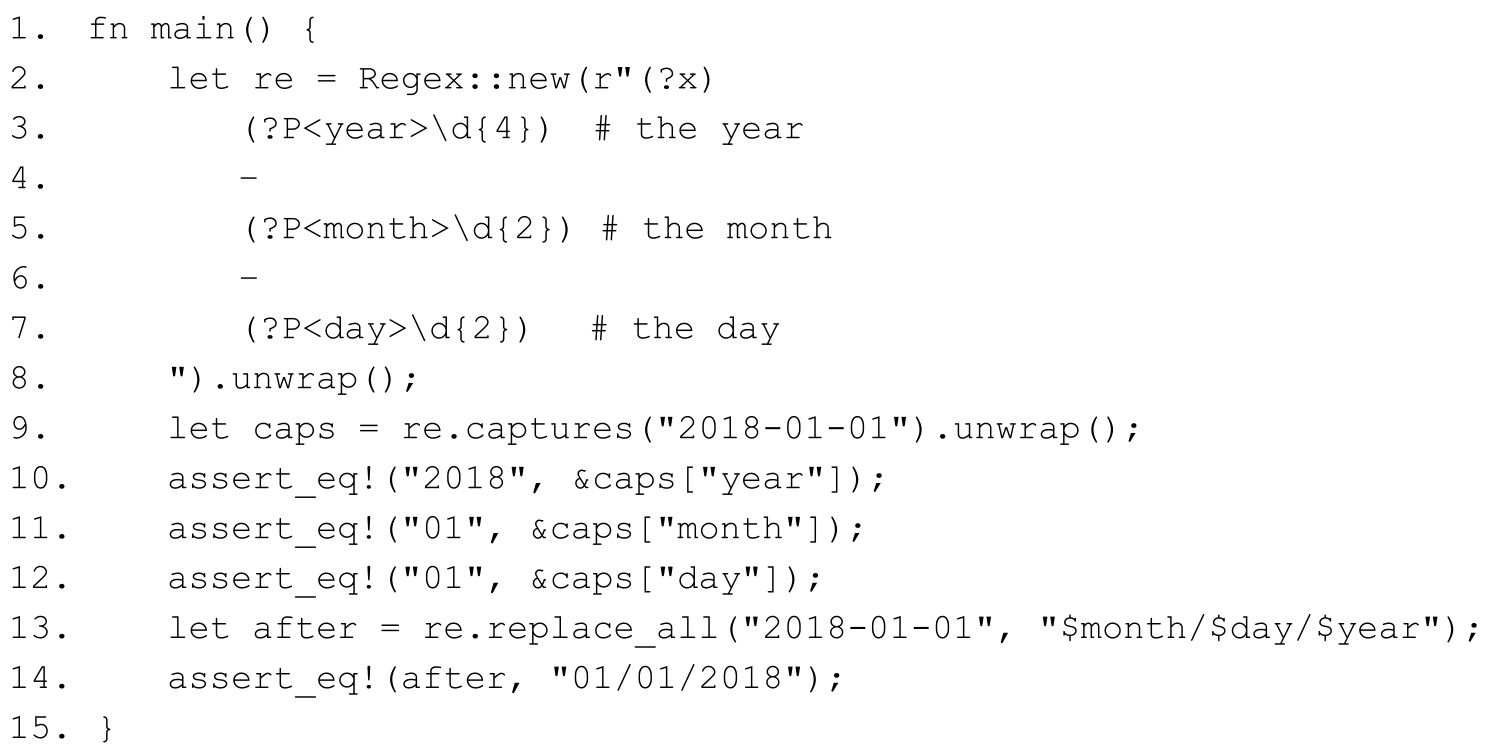 1. fn main() {
2. let re = Regex::new(r"(?x)
3. (?P<year>\d{4}) # the year
4. -
5. (?P<month>\d{2}) # the month
6. -
7. (?P<day>\d{2}) # the day
8. ").unwrap();
9. let caps = re.captures("2018-01-01").unwrap();
10. assert_eq!("2018", &caps["year"]);
11. assert_eq!("01", &caps["month"]);
12. assert_eq!("01", &caps["day"]);
13. let after = re.replace_all("2018-01-01", "$month/$day/$year");
14. assert_eq!(after, "01/01/2018");
15. }